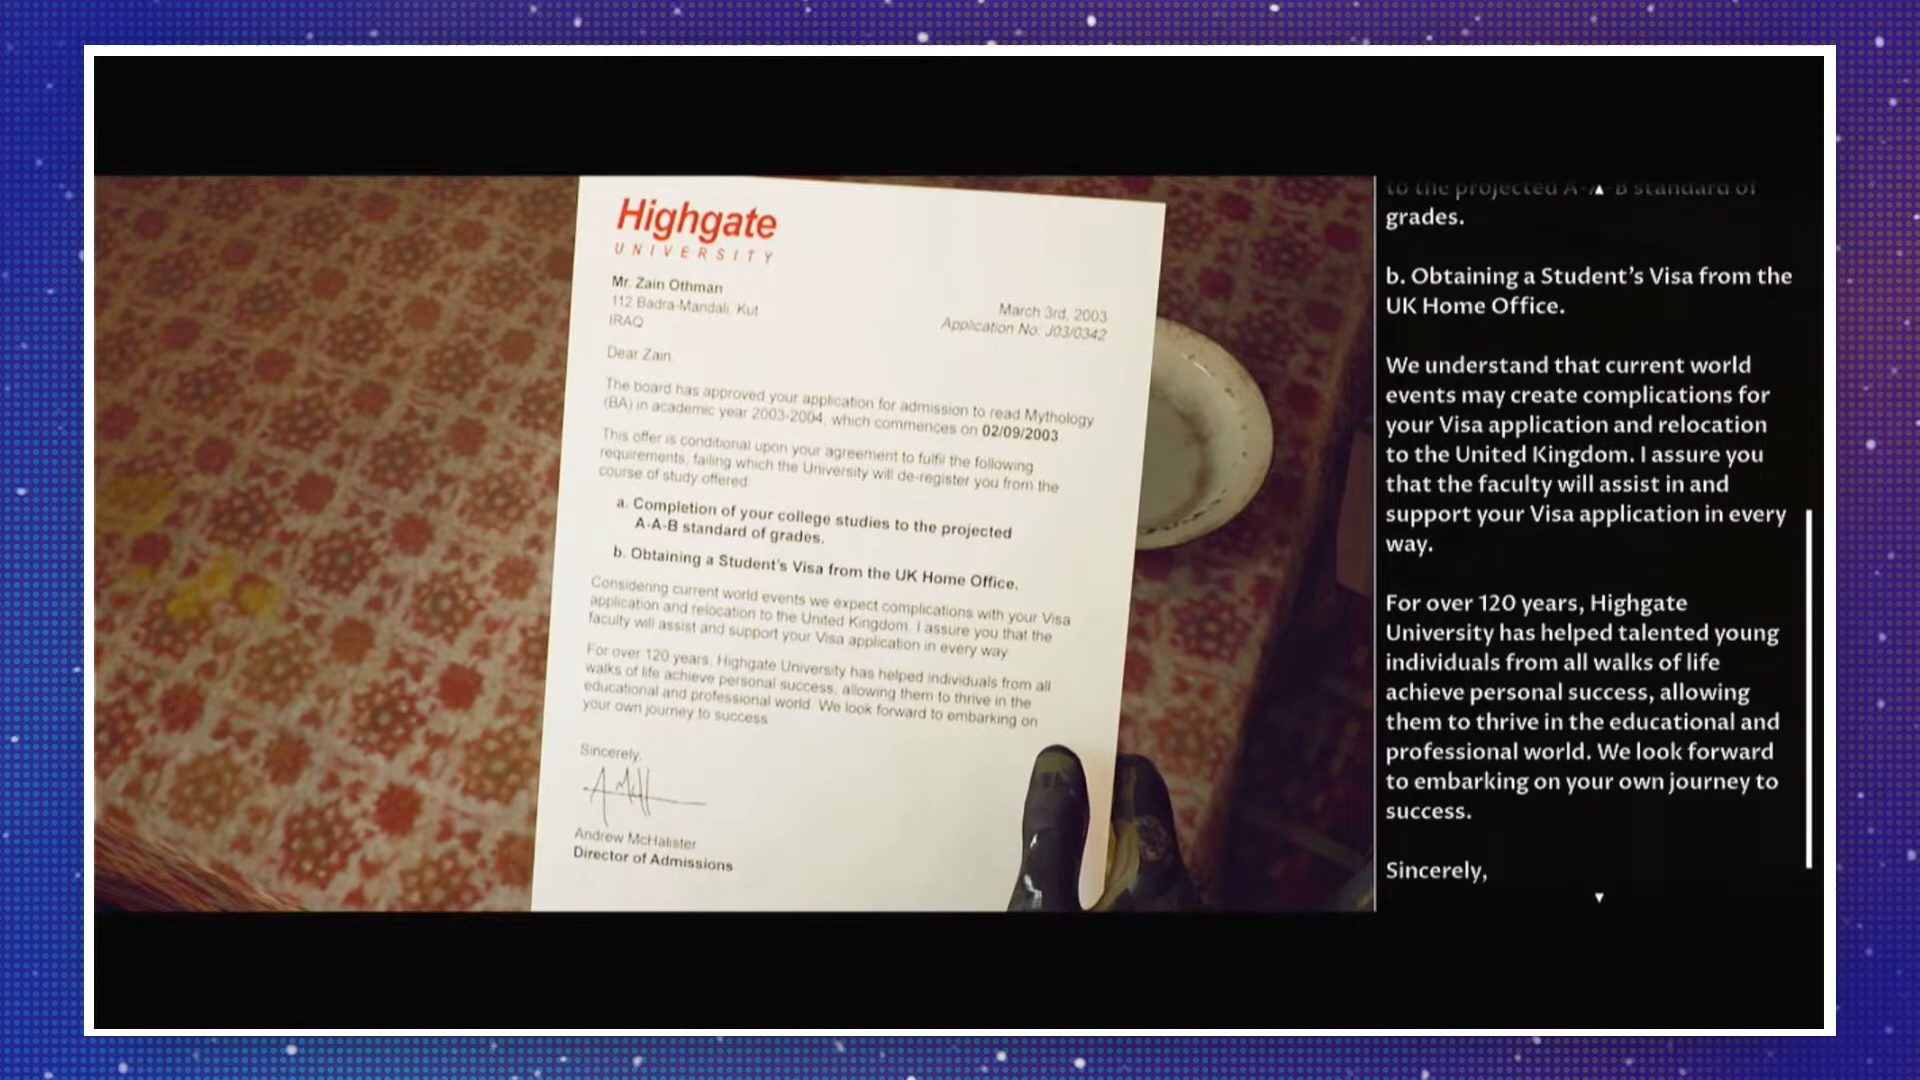 Highgate
UNIVERSITY
Mr. Zain Othman
112 Badra-Mandali, Kut
IRAQ
March 3rd, 2003
Application No: J03/0342
Dear Zain,
The board has approved your application for admission to read Mythology
(BA) in academic year 2003-2004, which commences on 02/09/2003
This offer is conditional upon your agreement to fulfil the following
requirements, failing which the University will de-register you from the
course of study offered
a. Completion of your college studies to the projected
A-A-B standard of grades.
b. Obtaining a Student's Visa from the UK Home Office.
Considering current world events we expect complications with your Visa
application and relocation to the United Kingdom. I assure you that the
faculty will assist and support your Visa application in every way.
For over 120 years, Highgate University has helped individuals from all
walks of life achieve personal success, allowing them to thrive in the
educational and professional world. We look forward to embarking on
your own journey to success
Sincerely,
Andrew McHalister
Director of Admissions
to the projected A-A-B standard of
grades.
b. Obtaining a Student’s Visa from the
UK Home Office.
We understand that current world
events may create complications for
your Visa application and relocation
to the United Kingdom. I assure you
that the faculty will assist in and
support your Visa application in every
way.
For over 120 years, Highgate
University has helped talented young
individuals from all walks of life
achieve personal success, allowing
them to thrive in the educational and
professional world. We look forward
to embarking on your own journey to
success.
Sincerely,